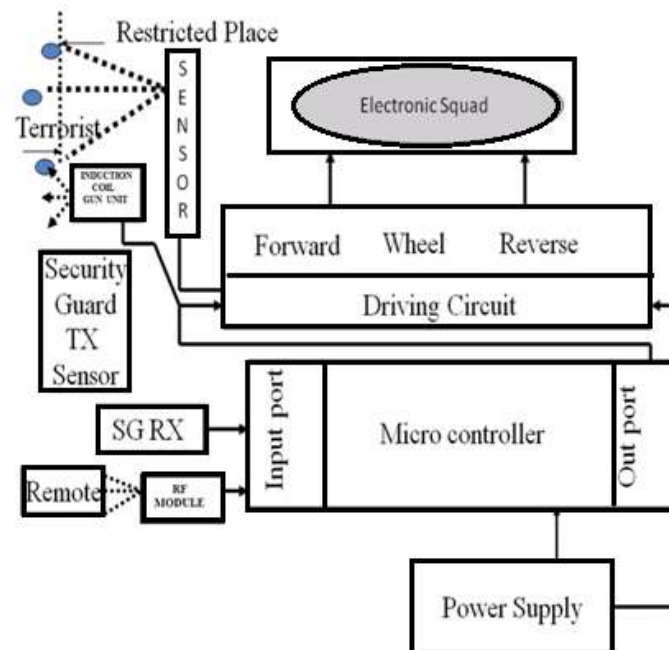 Restricted Place
Terrorist
SENSOR
INDUCTION
COIL
GUN UNIT
Electronic Squad
Forward Wheel Reverse
Driving Circuit
Security
Guard
TX
Sensor
SG RX
Remote
RF
MODULE
Input port
Micro controller
Out port
Power Supply